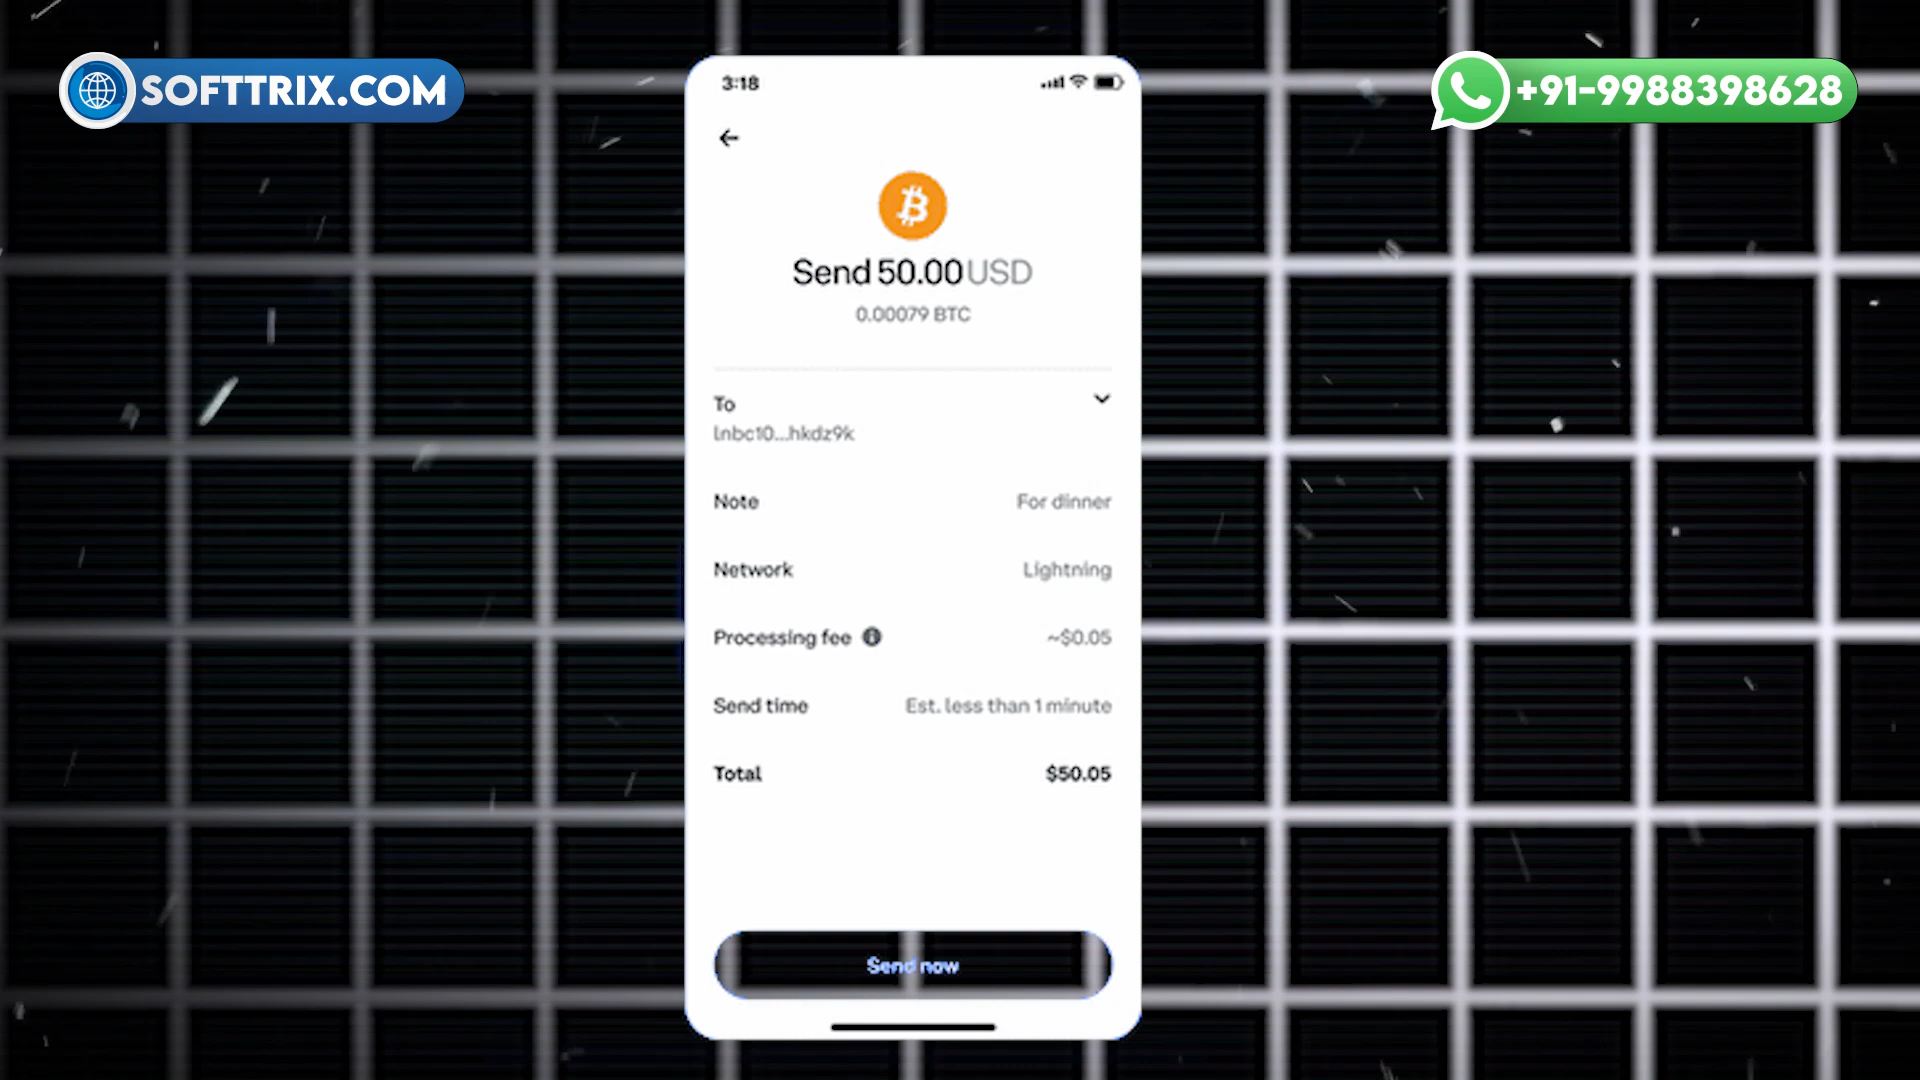 SOFTTRIX.COM
+91-9988398628
3:18
Send 50.00 USD
0.00079 BTC
To
lnbc10...hkdz9k
Note For dinner
Network Lightning
Processing fee ~$0.05
Send time Est. less than 1 minute
Total $50.05
Send now